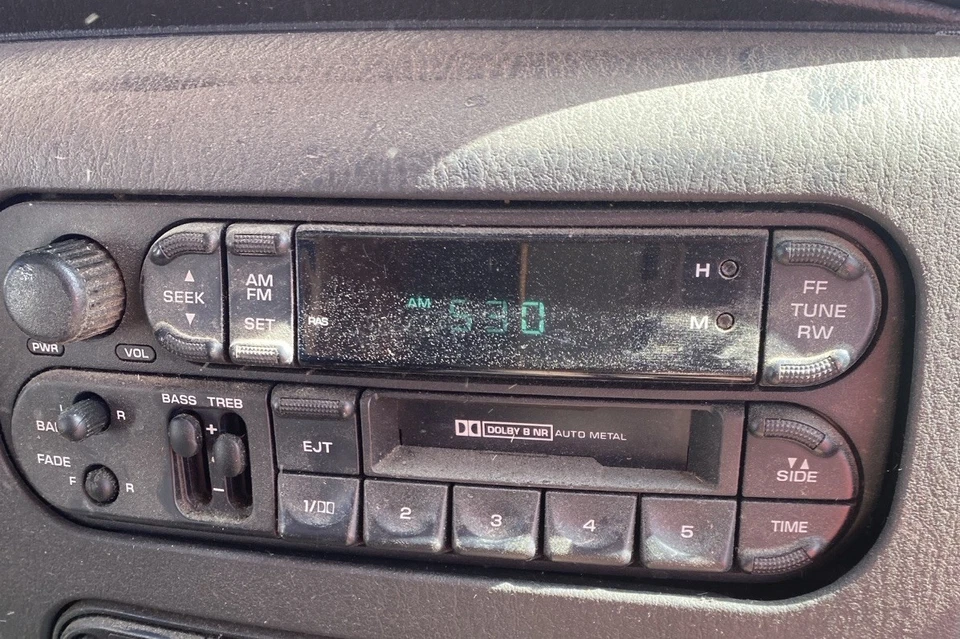 SEEK
AM
FM
SET
RAS
AM 530
H
M
FF
TUNE
RW
PWR
VOL
BAL
R
FADE
F
R
BASS TREB
+
–
EJT
DOLBY B NR AUTO METAL
SIDE
1/
2
3
4
5
TIME